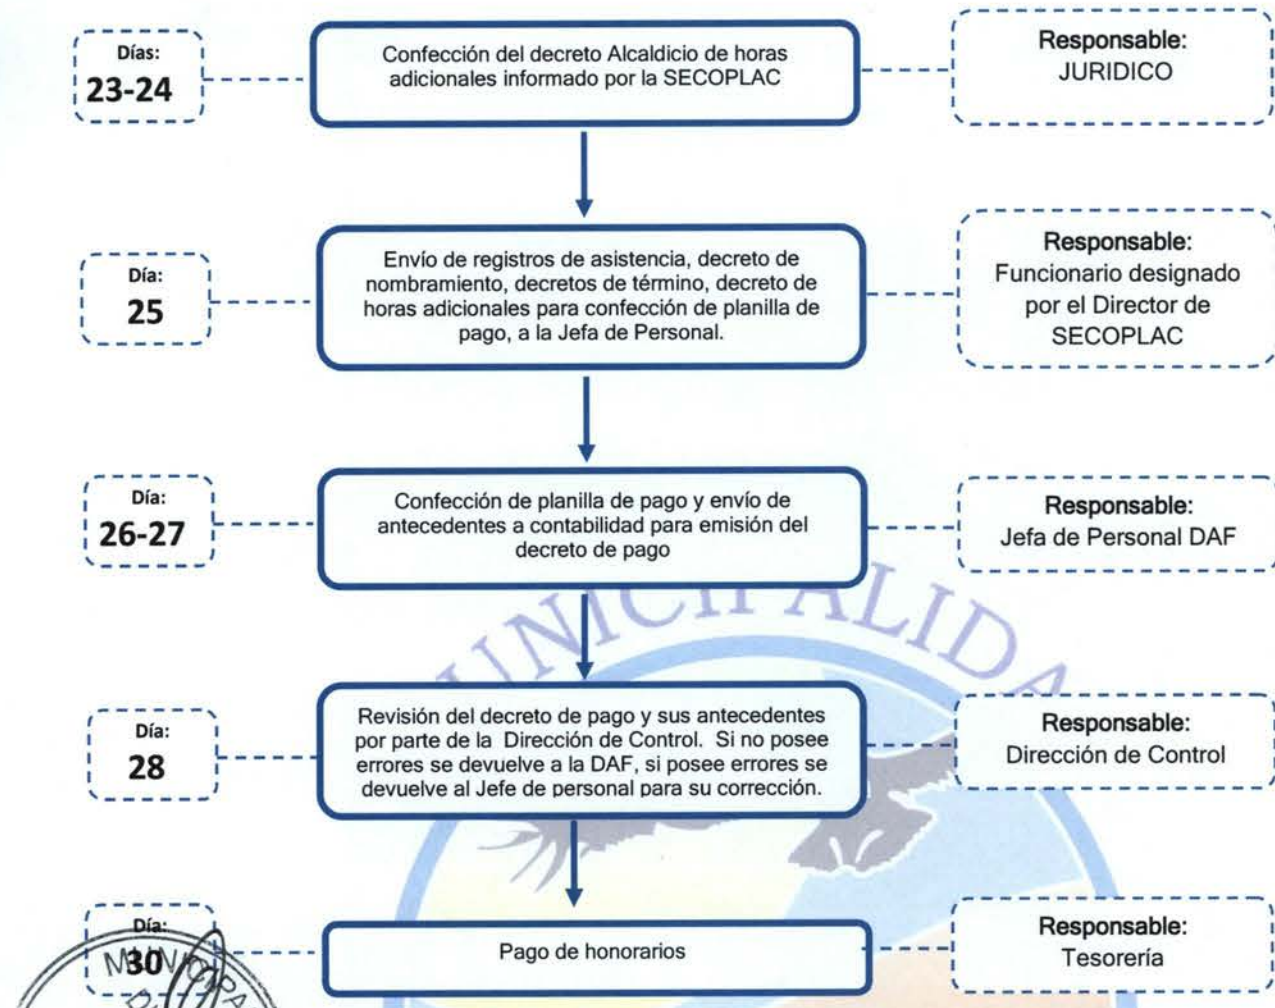 Días:
23-24
Confección del decreto Alcaldicio de horas
adicionales informado por la SECOPLAC
Responsable:
JURIDICO
Día:
25
Envío de registros de asistencia, decreto de
nombramiento, decretos de término, decreto de
horas adicionales para confección de planilla de
pago, a la Jefa de Personal.
Responsable:
Funcionario designado
por el Director de
SECOPLAC
Día:
26-27
Confección de planilla de pago y envío de
antecedentes a contabilidad para emisión del
decreto de pago
Responsable:
Jefa de Personal DAF
UNICIPALIDA
Día:
28
Revisión del decreto de pago y sus antecedentes
por parte de la Dirección de Control. Si no posee
errores se devuelve a la DAF, si posee errores se
devuelve al Jefe de personal para su corrección.
Responsable:
Dirección de Control
Día:
30
Pago de honorarios
Responsable:
Tesorería